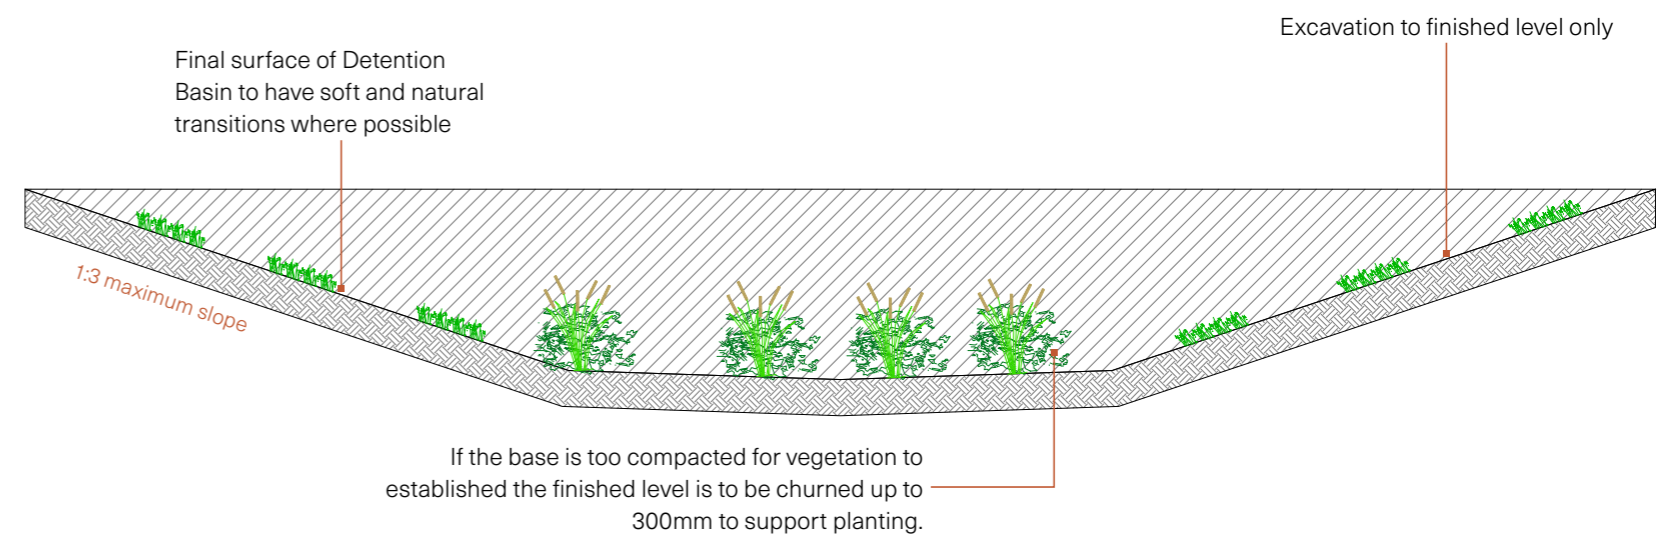 Excavation to finished level only
Final surface of Detention
Basin to have soft and natural
transitions where possible
1:3 maximum slope
If the base is too compacted for vegetation to
established the finished level is to be churned up to
300mm to support planting.